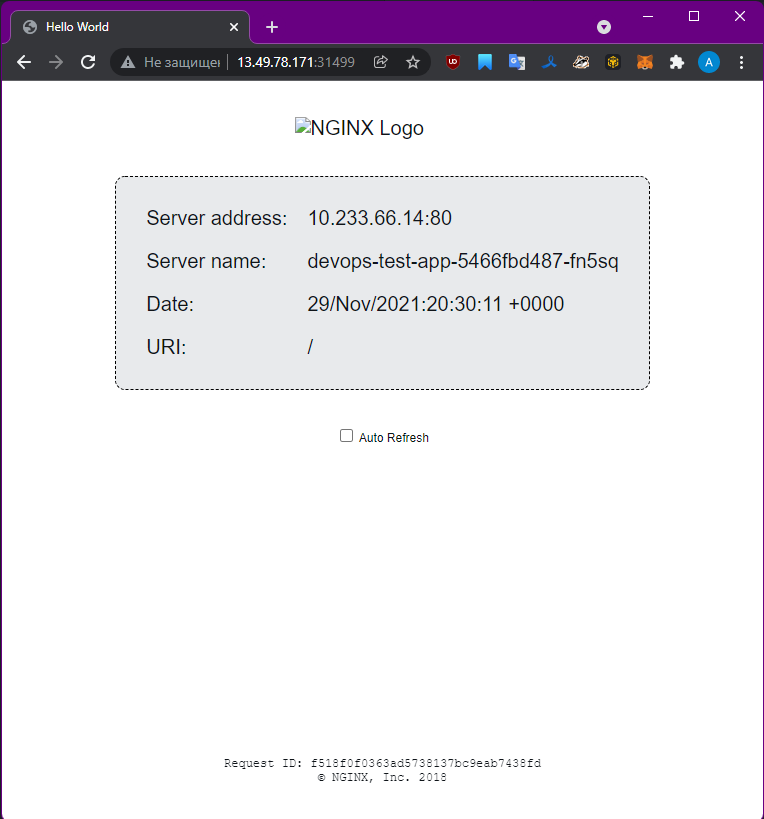 Hello World
Не защищен
13.49.78.171:31499
NGINX Logo
Server address: 10.233.66.14:80
Server name: devops-test-app-5466fbd487-fn5sq
Date: 29/Nov/2021:20:30:11 +0000
URI: /
Auto Refresh
Request ID: f518f0f0363ad5738137bc9eab7438fd
© NGINX, Inc. 2018